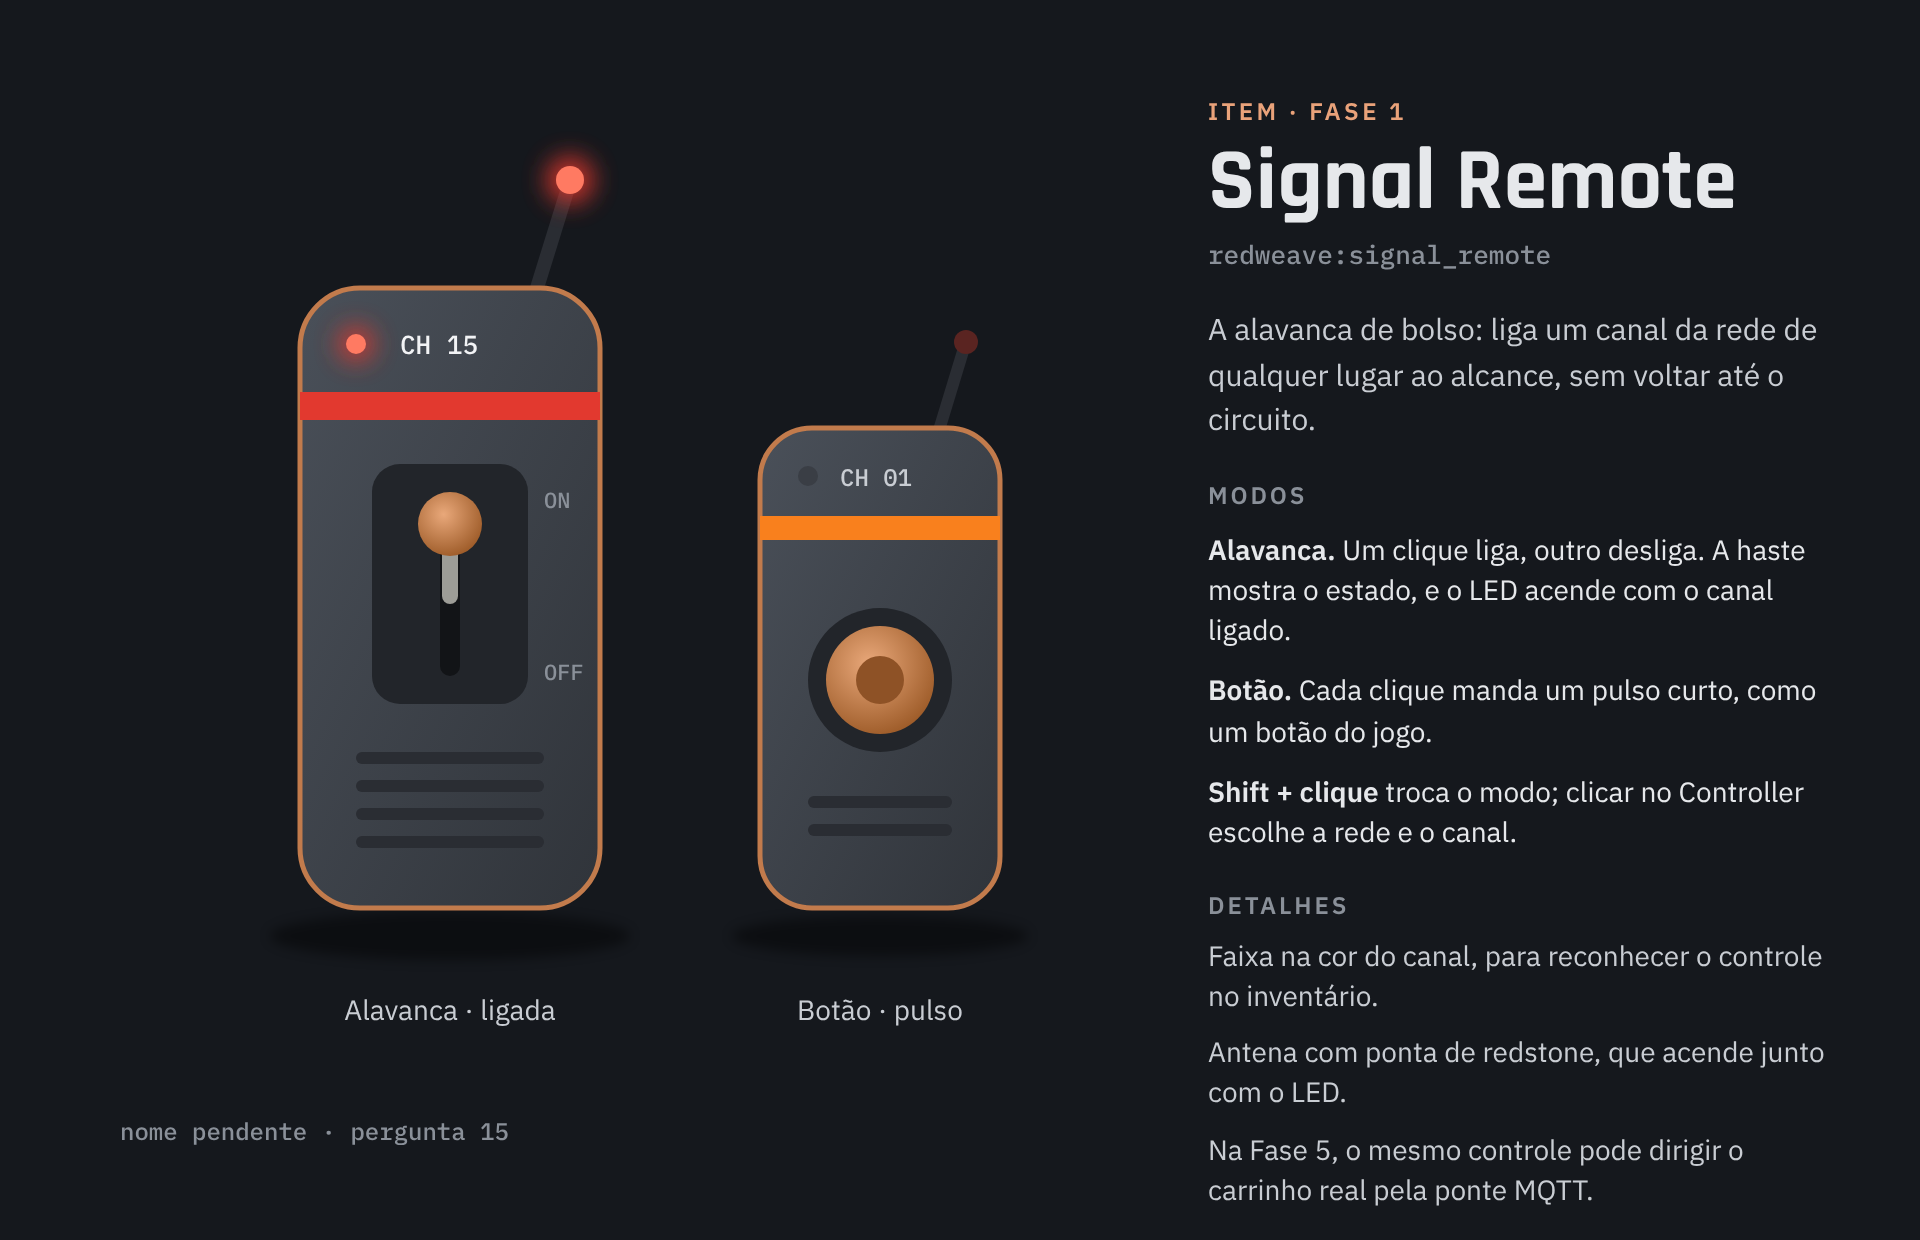 CH 15
ON
OFF
Alavanca · ligada
CH 01
Botão · pulso
nome pendente · pergunta 15
ITEM · FASE 1
Signal Remote
redweave:signal_remote
A alavanca de bolso: liga um canal da rede de
qualquer lugar ao alcance, sem voltar até o
circuito.
MODOS
Alavanca. Um clique liga, outro desliga. A haste
mostra o estado, e o LED acende com o canal
ligado.
Botão. Cada clique manda um pulso curto, como
um botão do jogo.
Shift + clique troca o modo; clicar no Controller
escolhe a rede e o canal.
DETALHES
Faixa na cor do canal, para reconhecer o controle
no inventário.
Antena com ponta de redstone, que acende junto
com o LED.
Na Fase 5, o mesmo controle pode dirigir o
carrinho real pela ponte MQTT.